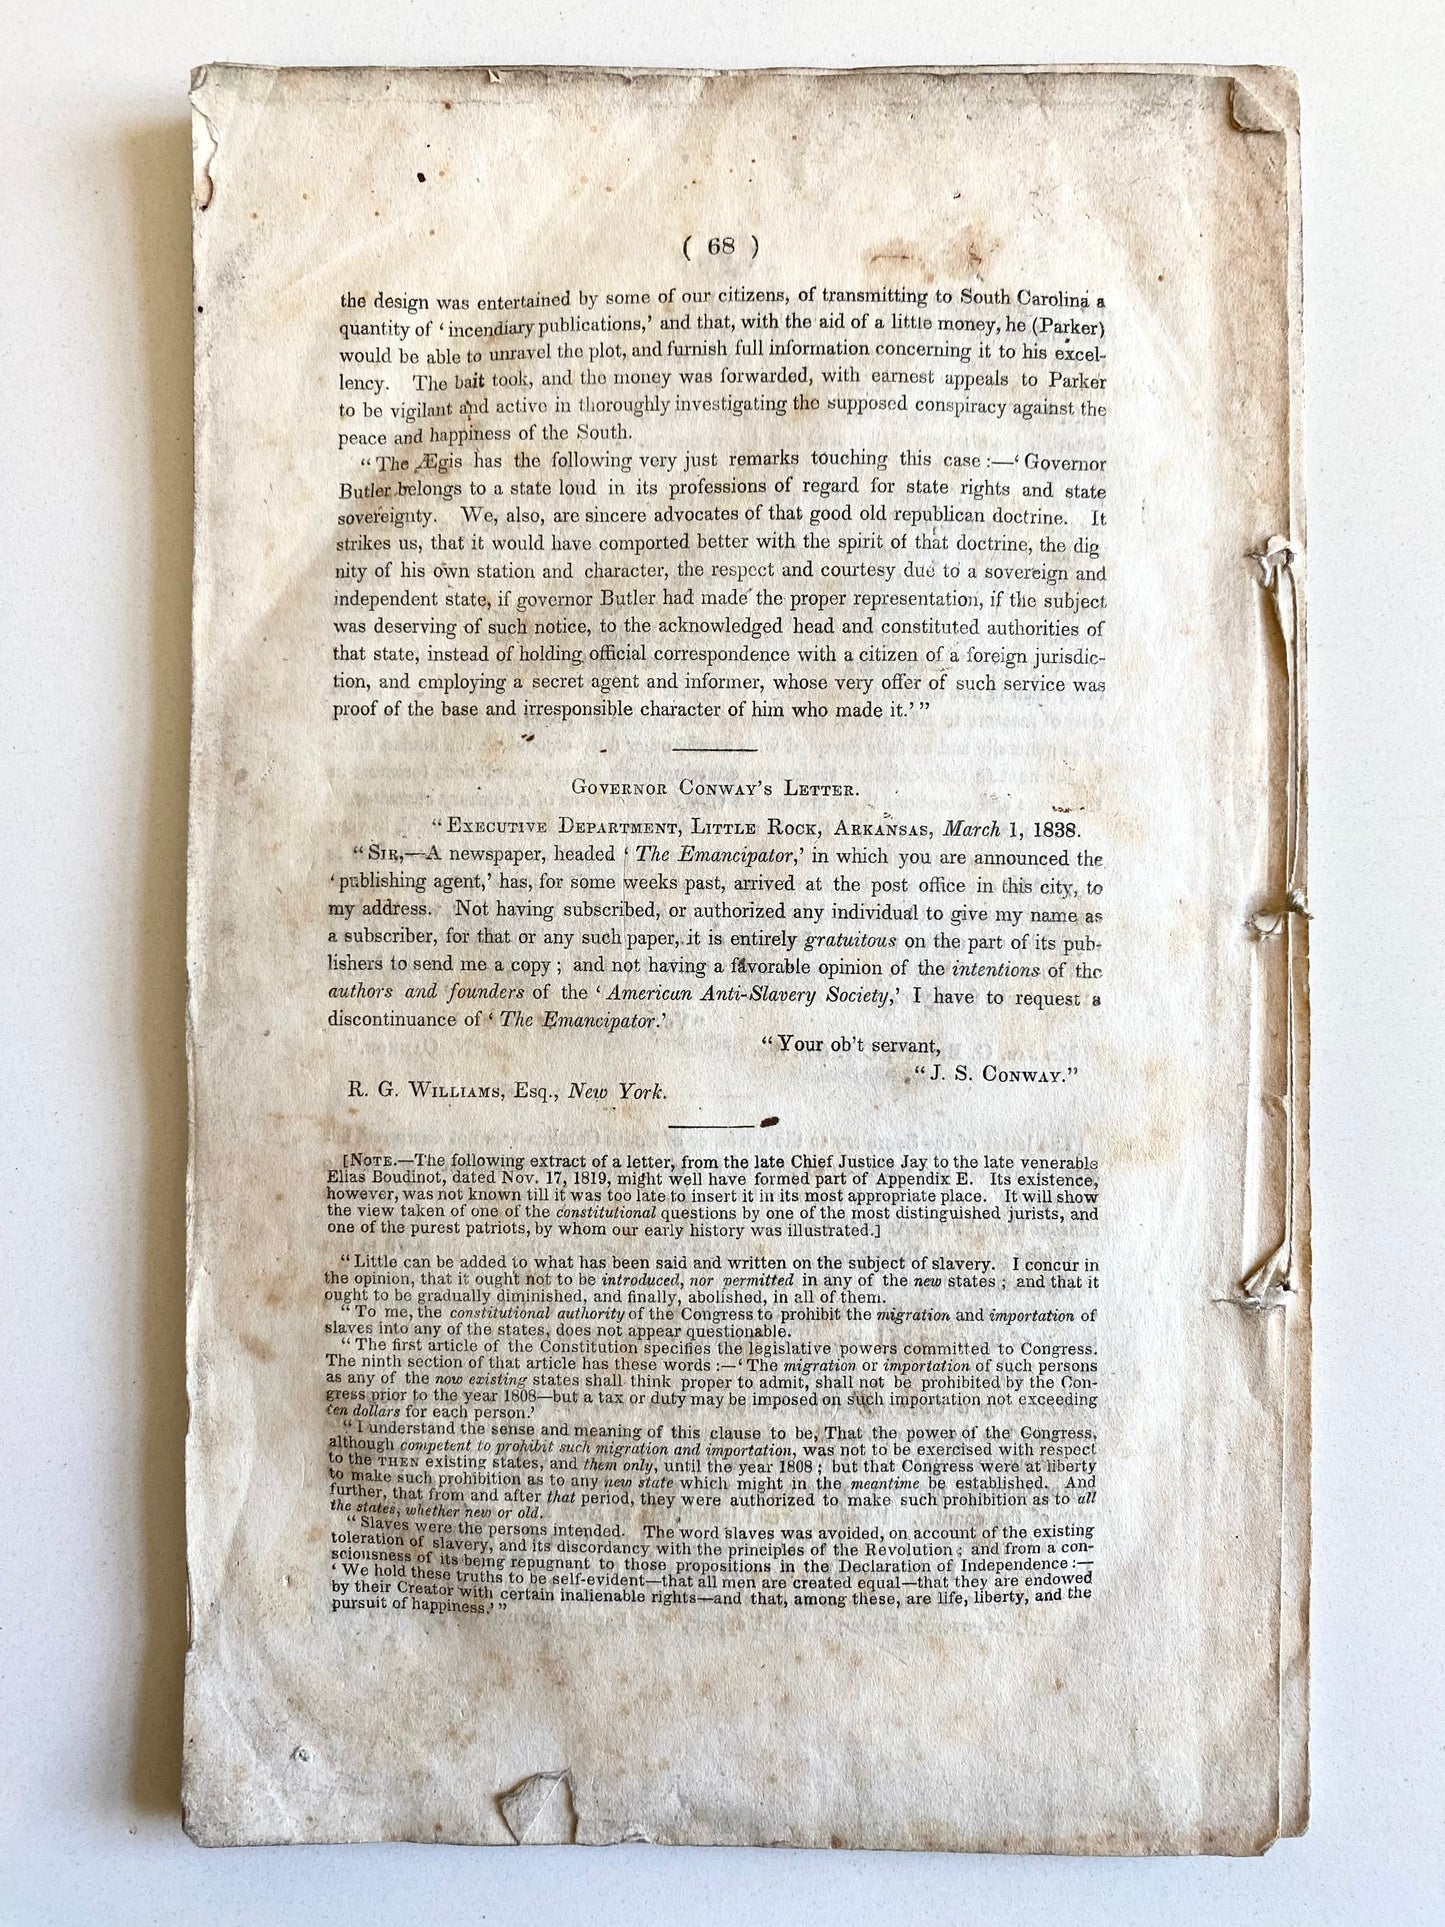 ( 68 )
the design was entertained by some of our citizens, of transmitting to South Carolina a
quantity of ‘ incendiary publications,’ and that, with the aid of a little money, he (Parker)
would be able to unravel the plot, and furnish full information concerning it to his excel-
lency. The bait took, and the money was forwarded, with earnest appeals to Parker
to be vigilant and active in thoroughly investigating the supposed conspiracy against the
peace and happiness of the South.
“ The Ægis has the following very just remarks touching this case :—‘ Governor
Butler belongs to a state loud in its professions of regard for state rights and state
sovereignty. We, also, are sincere advocates of that good old republican doctrine. It
strikes us, that it would have comported better with the spirit of that doctrine, the dig
nity of his own station and character, the respect and courtesy due to a sovereign and
independent state, if governor Butler had made the proper representation, if the subject
was deserving of such notice, to the acknowledged head and constituted authorities of
that state, instead of holding official correspondence with a citizen of a foreign jurisdic-
tion, and employing a secret agent and informer, whose very offer of such service was
proof of the base and irresponsible character of him who made it.’ ”
Governor Conway’s Letter.
“ Executive Department, Little Rock, Arkansas, March 1, 1838.
“ Sir,—A newspaper, headed ‘ The Emancipator,’ in which you are announced the
‘ publishing agent,’ has, for some weeks past, arrived at the post office in this city, to
my address. Not having subscribed, or authorized any individual to give my name as
a subscriber, for that or any such paper, it is entirely gratuitous on the part of its pub-
lishers to send me a copy ; and not having a favorable opinion of the intentions of the
authors and founders of the ‘ American Anti-Slavery Society,’ I have to request a
discontinuance of ‘ The Emancipator.’
“ Your ob’t servant,
“ J. S. Conway.”
R. G. Williams, Esq., New York.
[Note.—The following extract of a letter, from the late Chief Justice Jay to the late venerable
Elias Boudinot, dated Nov. 17, 1819, might well have formed part of Appendix E. Its existence,
however, was not known till it was too late to insert it in its most appropriate place. It will show
the view taken of one of the constitutional questions by one of the most distinguished jurists, and
one of the purest patriots, by whom our early history was illustrated.]
“ Little can be added to what has been said and written on the subject of slavery. I concur in
the opinion, that it ought not to be introduced, nor permitted in any of the new states ; and that it
ought to be gradually diminished, and finally, abolished, in all of them.
“ To me, the constitutional authority of the Congress to prohibit the migration and importation of
slaves into any of the states, does not appear questionable.
“ The first article of the Constitution specifies the legislative powers committed to Congress.
The ninth section of that article has these words :—‘ The migration or importation of such persons
as any of the now existing states shall think proper to admit, shall not be prohibited by the Con-
gress prior to the year 1808—but a tax or duty may be imposed on such importation not exceeding
ten dollars for each person.’
“ I understand the sense and meaning of this clause to be, That the power of the Congress,
although competent to prohibit such migration and importation, was not to be exercised with respect
to the THEN existing states, and them only, until the year 1808 ; but that Congress were at liberty
to make such prohibition as to any new state which might in the meantime be established. And
further, that from and after that period, they were authorized to make such prohibition as to all
the states, whether new or old.
“ Slaves were the persons intended. The word slaves was avoided, on account of the existing
toleration of slavery, and its discordancy with the principles of the Revolution ; and from a con-
sciousness of its being repugnant to those propositions in the Declaration of Independence :—
‘ We hold these truths to be self-evident—that all men are created equal—that they are endowed
by their Creator with certain inalienable rights—and that, among these, are life, liberty, and the
pursuit of happiness.’ ”